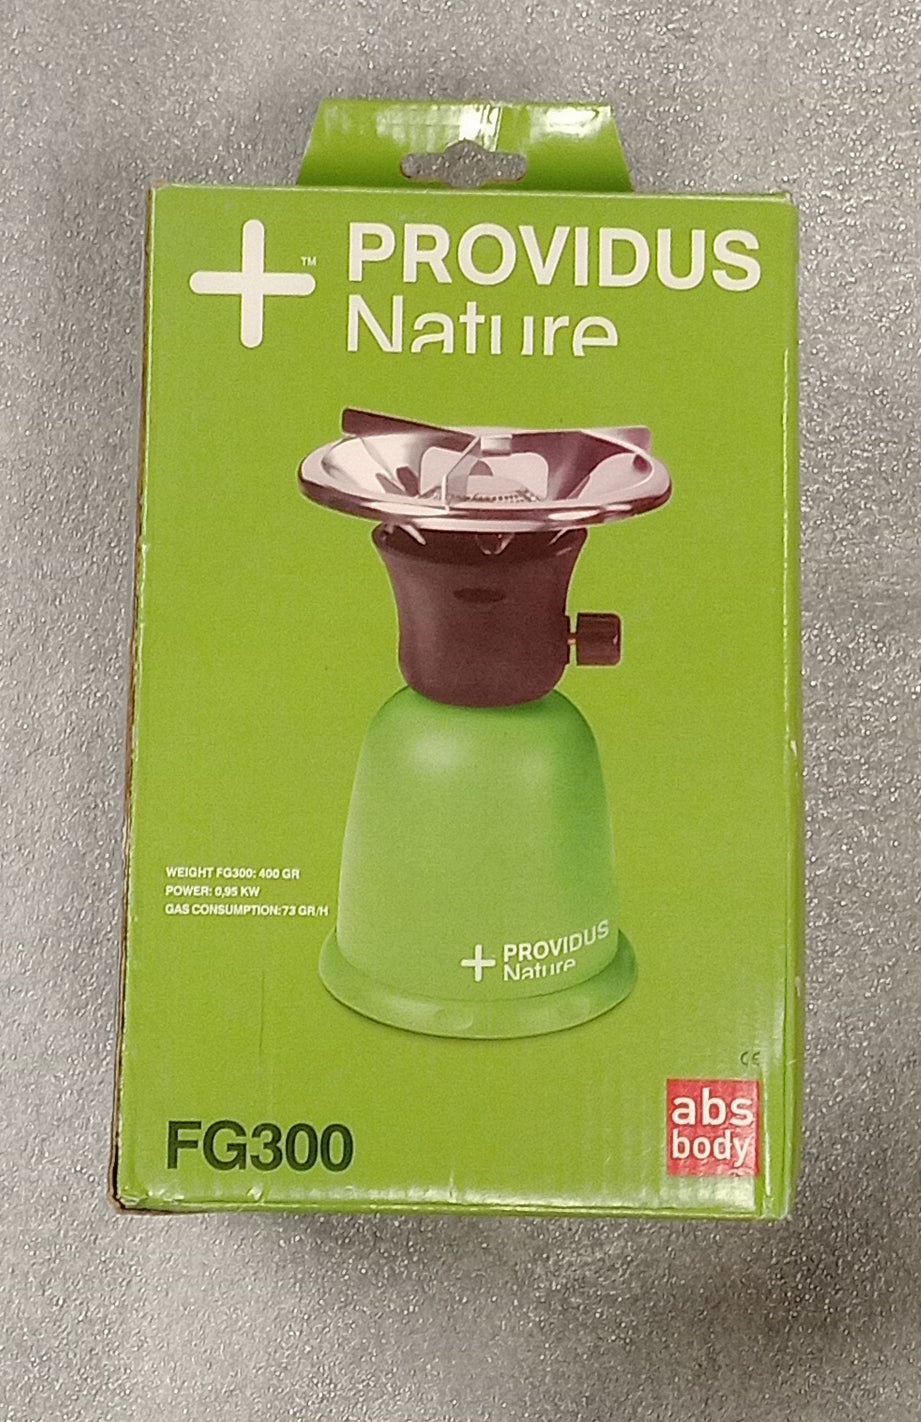 ™ PROVIDUS
Nature
WEIGHT FG300: 400 GR
POWER: 0,95 KW
GAS CONSUMPTION: 73 GR/H
PROVIDUS
Nature
CE
abs
body
FG300